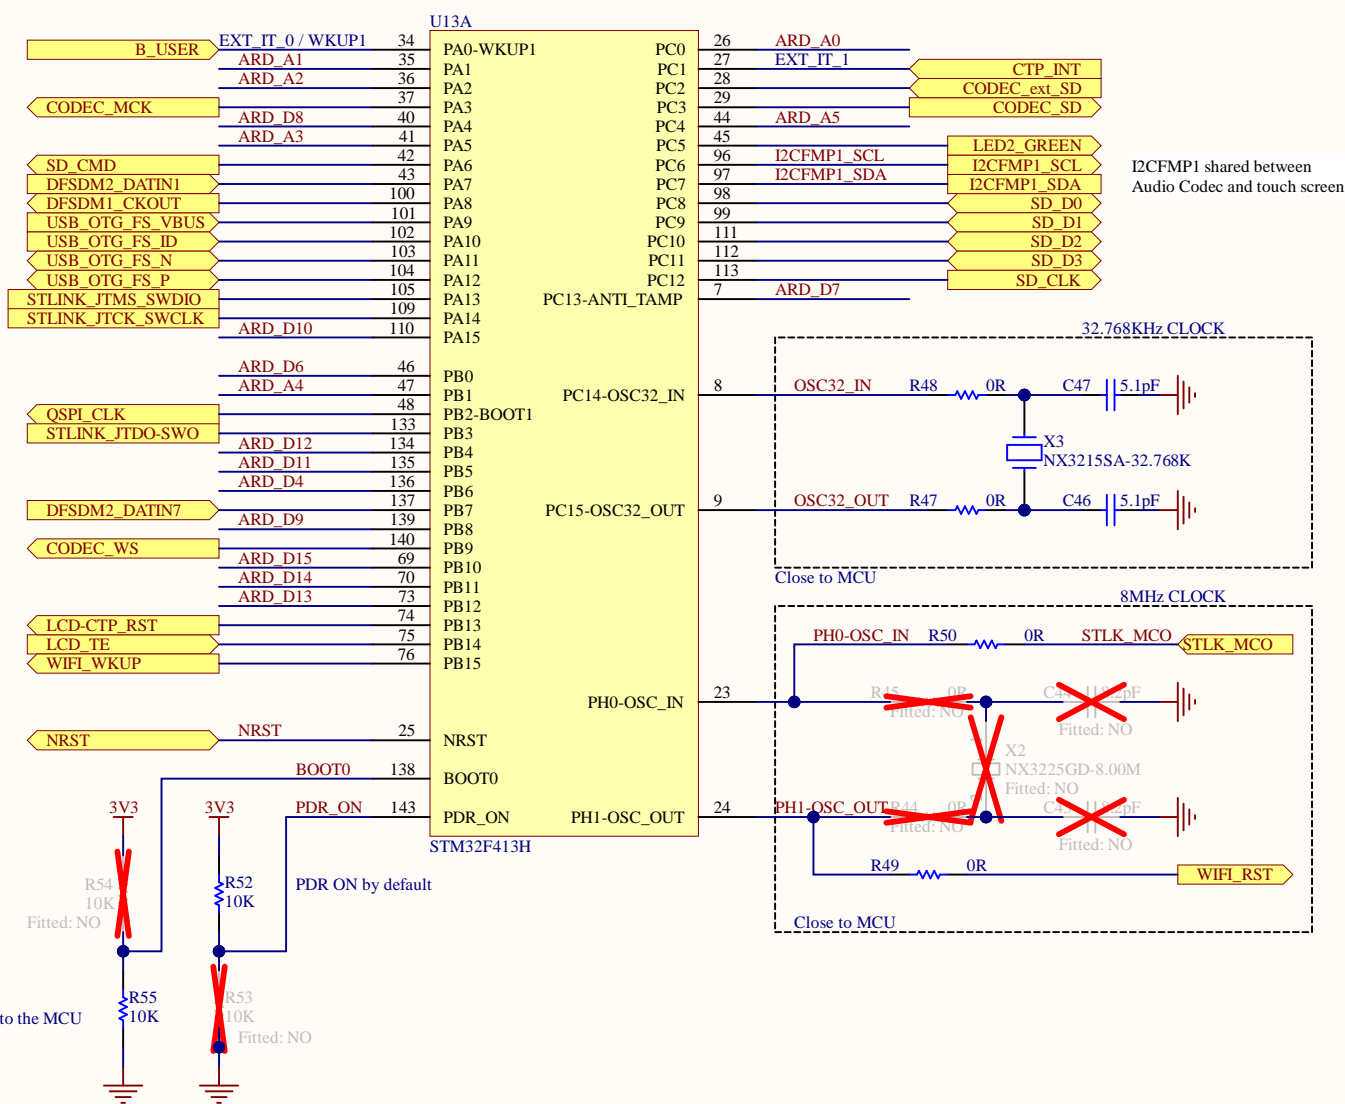 U13A
B_USER EXT_IT_0 / WKUP1 34 PA0-WKUP1 PC0 26 ARD_A0
ARD_A1 35 PA1 PC1 27 EXT_IT_1 CTP_INT
ARD_A2 36 PA2 PC2 28 CODEC_ext_SD
CODEC_MCK 37 PA3 PC3 29 CODEC_SD
ARD_D8 40 PA4 PC4 44 ARD_A5
ARD_A3 41 PA5 PC5 45 LED2_GREEN
SD_CMD 42 PA6 PC6 96 I2CFMP1_SCL I2CFMP1_SCL
DFSDM2_DATIN1 43 PA7 PC7 97 I2CFMP1_SDA I2CFMP1_SDA
I2CFMP1 shared between
Audio Codec and touch screen
DFSDM1_CKOUT 100 PA8 PC8 98 SD_D0
USB_OTG_FS_VBUS 101 PA9 PC9 99 SD_D1
USB_OTG_FS_ID 102 PA10 PC10 111 SD_D2
USB_OTG_FS_N 103 PA11 PC11 112 SD_D3
USB_OTG_FS_P 104 PA12 PC12 113 SD_CLK
STLINK_JTMS_SWDIO 105 PA13 PC13-ANTI_TAMP 7 ARD_D7
STLINK_JTCK_SWCLK 109 PA14
ARD_D10 110 PA15
32.768KHz CLOCK
ARD_D6 46 PB0
ARD_A4 47 PB1 PC14-OSC32_IN 8 OSC32_IN R48 0R C47 5.1pF
QSPI_CLK 48 PB2-BOOT1
STLINK_JTDO-SWO 133 PB3
ARD_D12 134 PB4 X3
ARD_D11 135 PB5 NX3215SA-32.768K
ARD_D4 136 PB6
DFSDM2_DATIN7 137 PB7 PC15-OSC32_OUT 9 OSC32_OUT R47 0R C46 5.1pF
ARD_D9 139 PB8
CODEC_WS 140 PB9
ARD_D15 69 PB10
Close to MCU
ARD_D14 70 PB11
8MHz CLOCK
ARD_D13 73 PB12
LCD-CTP_RST 74 PB13
LCD_TE 75 PB14 PH0-OSC_IN R50 0R STLK_MCO STLK_MCO
WIFI_WKUP 76 PB15
PH0-OSC_IN 23 R45 0R
Fitted: NO Fitted: NO
NRST NRST 25 NRST
X2
NX3225GD-8.00M
Fitted: NO
BOOT0 138 BOOT0
3V3 3V3 PDR_ON 143 PDR_ON PH1-OSC_OUT 24 PH1-OSC_OUT R44 0R
Fitted: NO Fitted: NO
STM32F413H
R49 0R WIFI_RST
PDR ON by default
R54
10K
Fitted: NO
R52
10K
Close to MCU
R55
10K
R53
10K
Fitted: NO
to the MCU